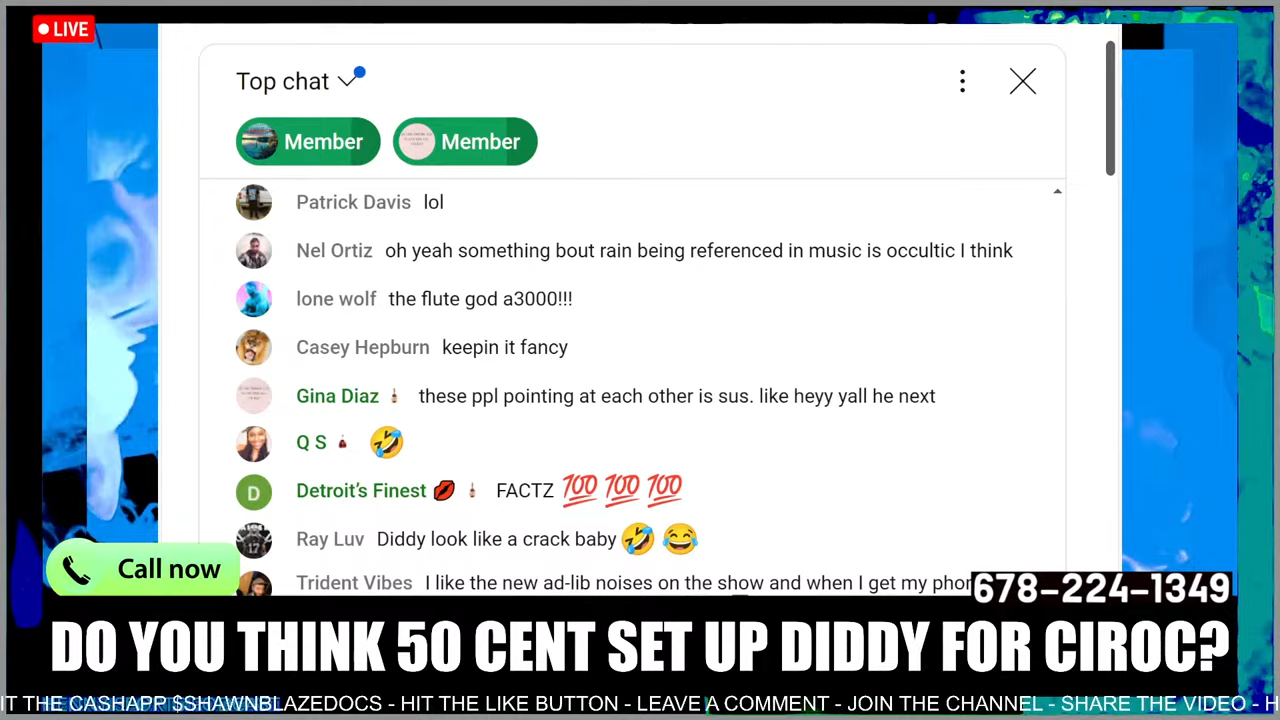 LIVE
Top chat
Member Member
Patrick Davis lol
Nel Ortiz oh yeah something bout rain being referenced in music is occultic I think
lone wolf the flute god a3000!!!
Casey Hepburn keepin it fancy
Gina Diaz these ppl pointing at each other is sus. like heyy yall he next
Q S 🤣
D Detroit’s Finest 💋 FACTZ 💯 💯 💯
Ray Luv Diddy look like a crack baby 🤣 😂
Trident Vibes I like the new ad-lib noises on the show and when I get my phon
Call now
678-224-1349
DO YOU THINK 50 CENT SET UP DIDDY FOR CIROC?
IT THE CASHAPP $SHAWNBLAZEDOCS - HIT THE LIKE BUTTON - LEAVE A COMMENT - JOIN THE CHANNEL - SHARE THE VIDEO - H